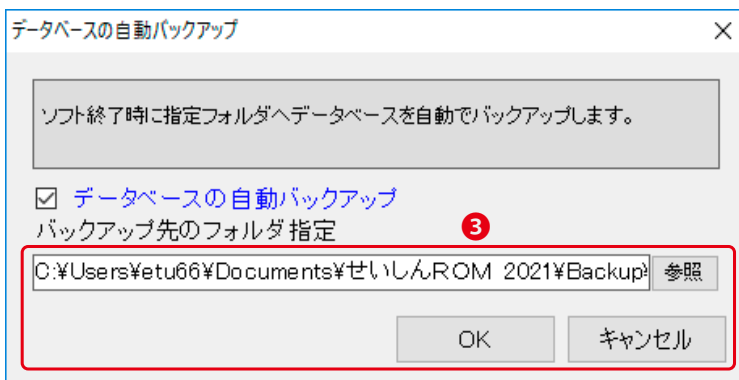 データベースの自動バックアップ
ソフト終了時に指定フォルダへデータベースを自動でバックアップします。
データベースの自動バックアップ
バックアップ先のフォルダ指定
3
C:¥Users¥etu66¥Documents¥せいしんROM 2021¥Backup¥ 参照
OK キャンセル